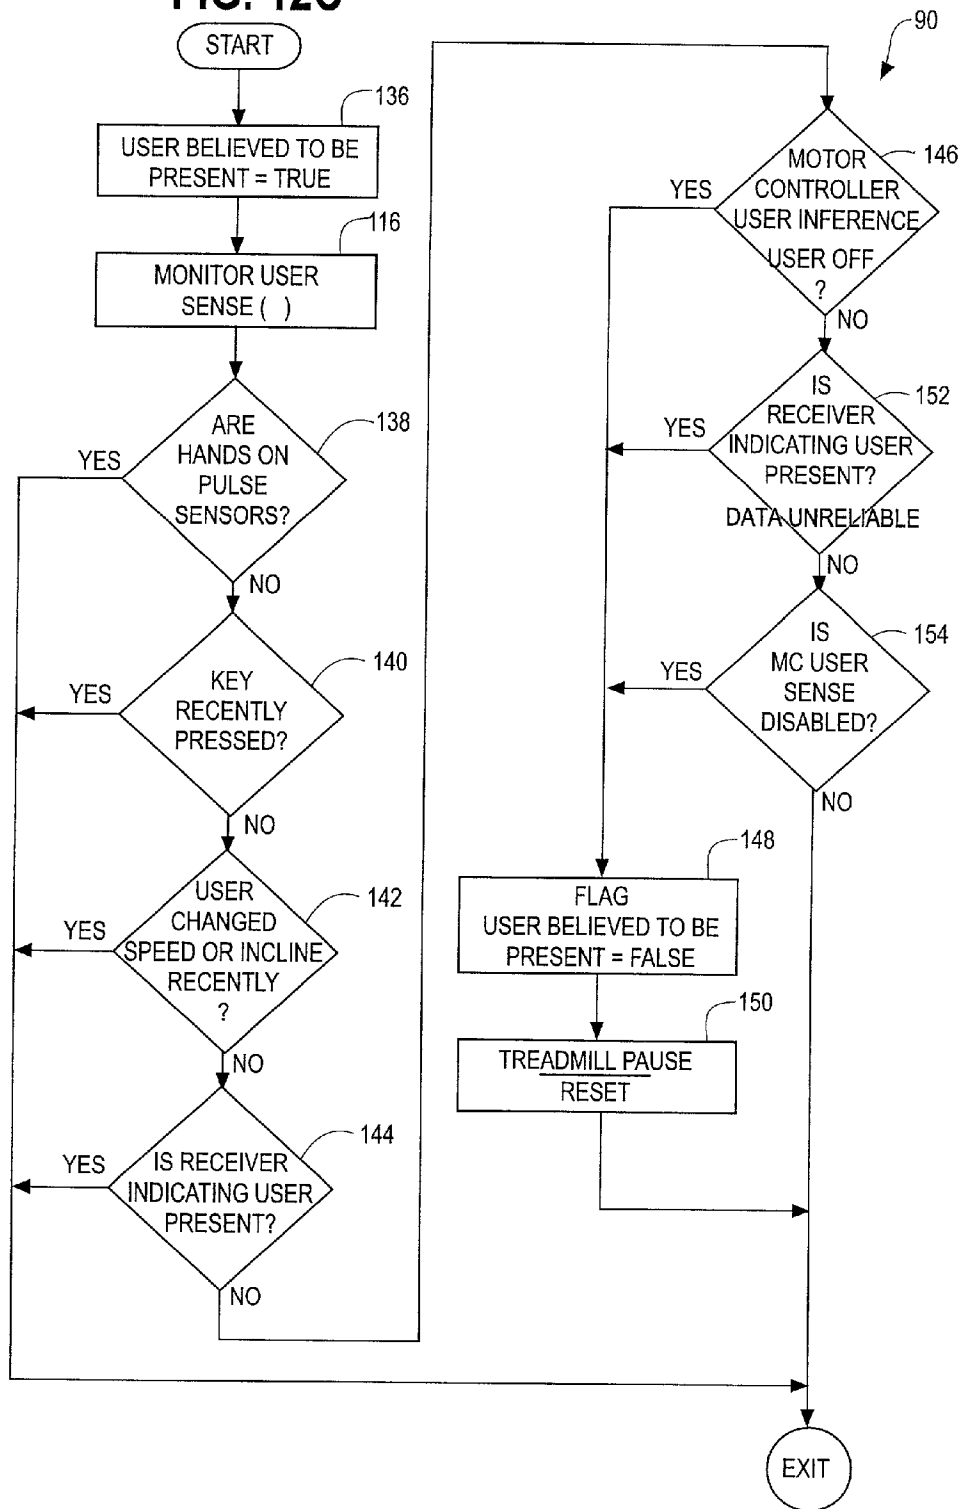 START
136
USER BELIEVED TO BE
PRESENT = TRUE
116
MONITOR USER
SENSE ( )
138
ARE
HANDS ON
PULSE
SENSORS?
YES
NO
140
KEY
RECENTLY
PRESSED?
YES
NO
142
USER
CHANGED
SPEED OR INCLINE
RECENTLY
?
YES
NO
144
IS RECEIVER
INDICATING USER
PRESENT?
YES
NO
90
146
MOTOR
CONTROLLER
USER INFERENCE
USER OFF
?
YES
NO
152
IS
RECEIVER
INDICATING USER
PRESENT?
DATA UNRELIABLE
YES
NO
154
IS
MC USER
SENSE
DISABLED?
YES
NO
148
FLAG
USER BELIEVED TO BE
PRESENT = FALSE
150
TREADMILL PAUSE
RESET
EXIT